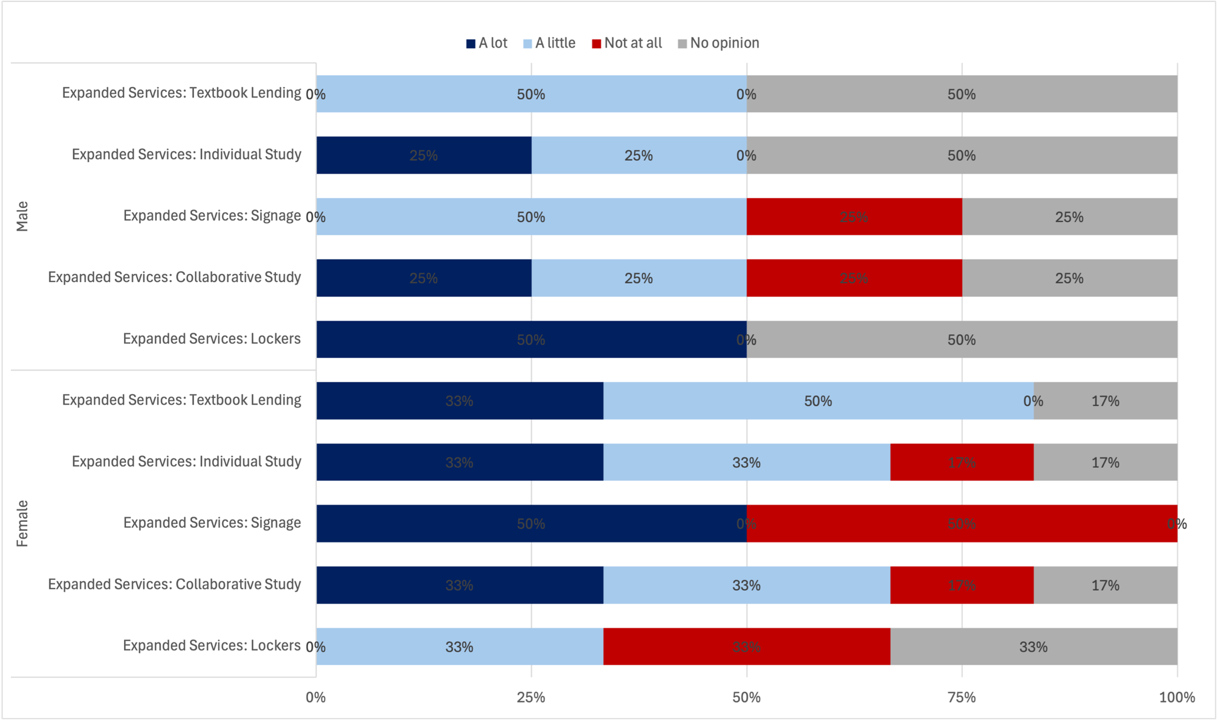 A lot A little Not at all No opinion
Male
Expanded Services: Textbook Lending 0% 50% 0% 50%
Expanded Services: Individual Study 25% 25% 0% 50%
Expanded Services: Signage 0% 50% 25% 25%
Expanded Services: Collaborative Study 25% 25% 25% 25%
Expanded Services: Lockers 50% 0% 50%
Female
Expanded Services: Textbook Lending 33% 50% 0% 17%
Expanded Services: Individual Study 33% 33% 17% 17%
Expanded Services: Signage 50% 0% 50% 0%
Expanded Services: Collaborative Study 33% 33% 17% 17%
Expanded Services: Lockers 0% 33% 33% 33%
0% 25% 50% 75% 100%